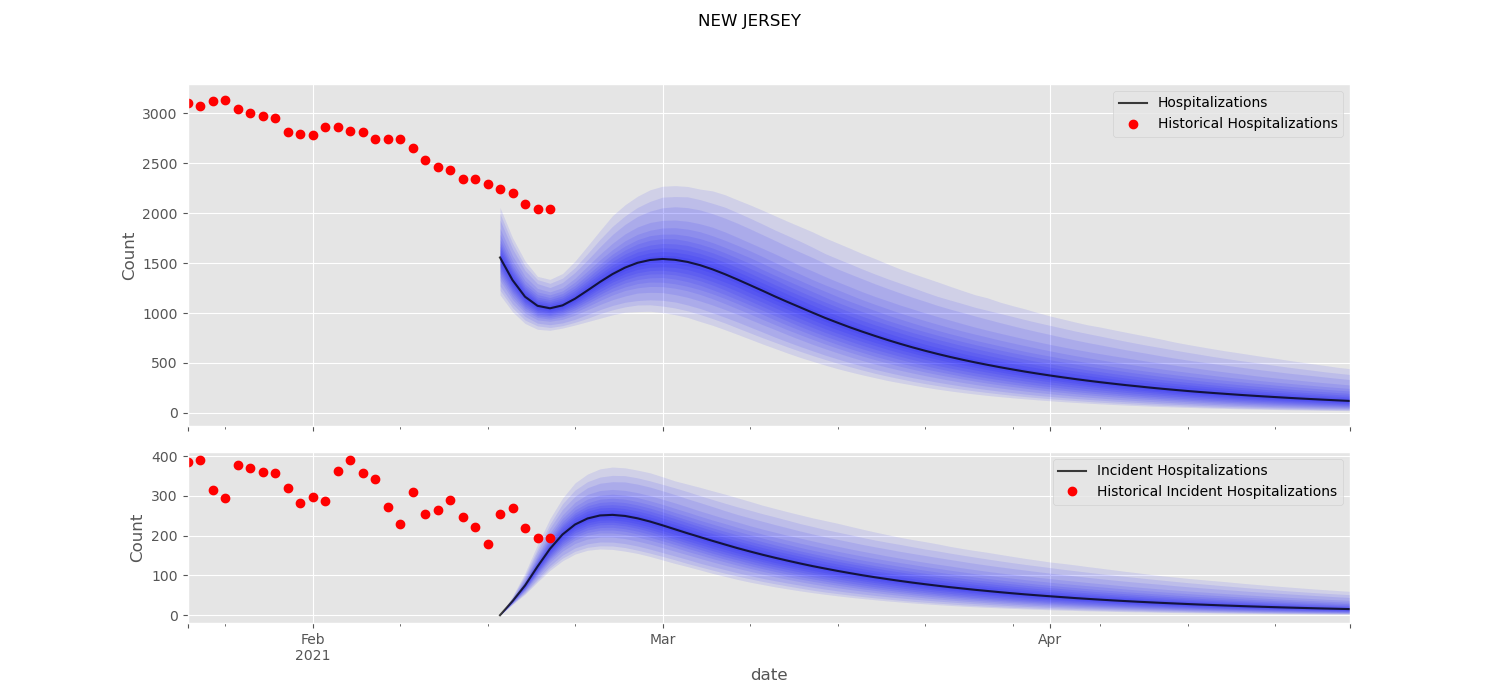 NEW JERSEY
Hospitalizations
Historical Hospitalizations
3000
2500
2000
1500
1000
500
0
Count
Incident Hospitalizations
Historical Incident Hospitalizations
400
300
200
100
0
Count
Feb
2021
Mar
Apr
date